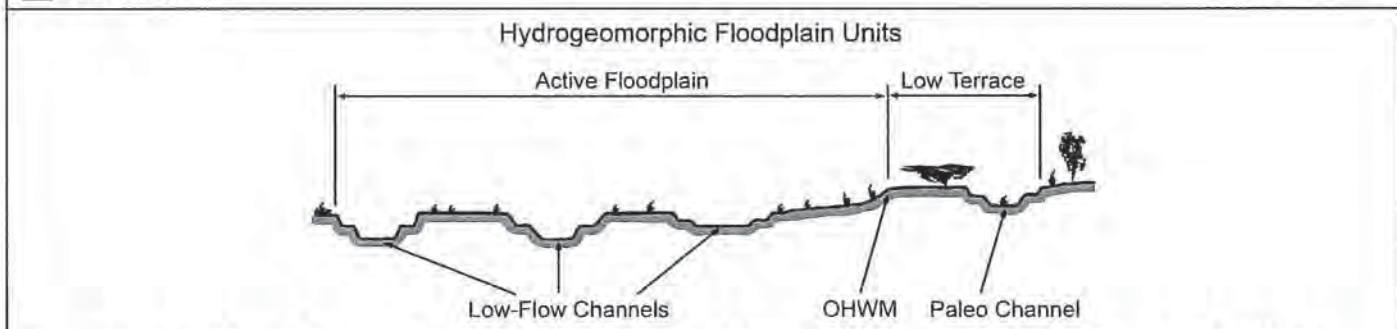 Hydrogeomorphic Floodplain Units
Active Floodplain
Low Terrace
Low-Flow Channels
OHWM
Paleo Channel